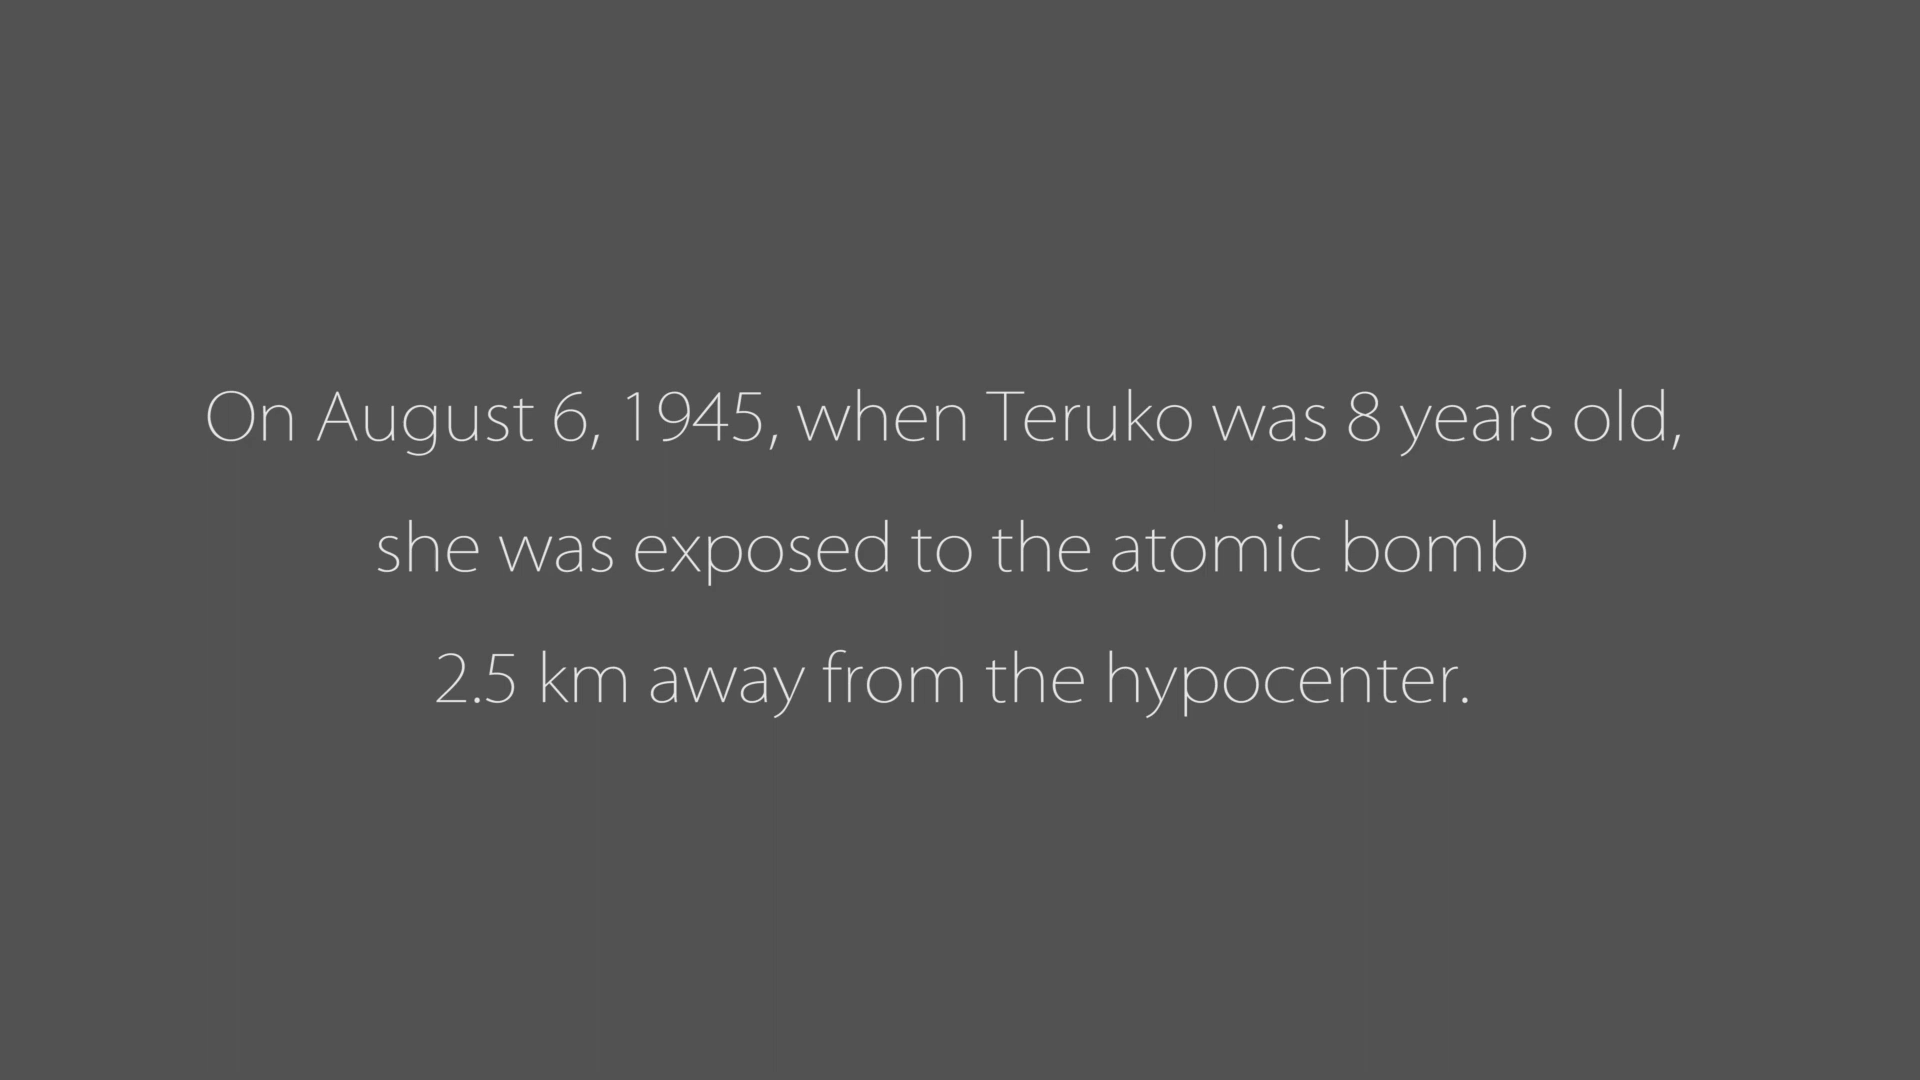 On August 6, 1945, when Teruko was 8 years old,
she was exposed to the atomic bomb
2.5 km away from the hypocenter.